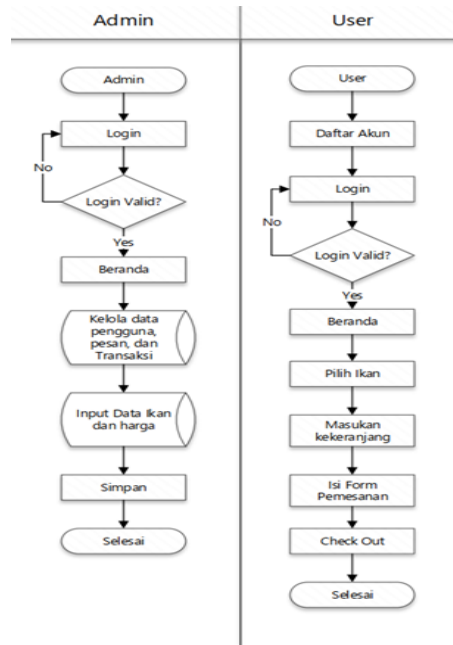 Admin
User
Admin
Login
No
Login Valid?
Yes
Beranda
Kelola data
pengguna,
pesan, dan
Transaksi
Input Data Ikan
dan harga
Simpan
Selesai
User
Daftar Akun
Login
No
Login Valid?
Yes
Beranda
Pilih Ikan
Masukan
kekeranjang
Isi Form
Pemesanan
Check Out
Selesai